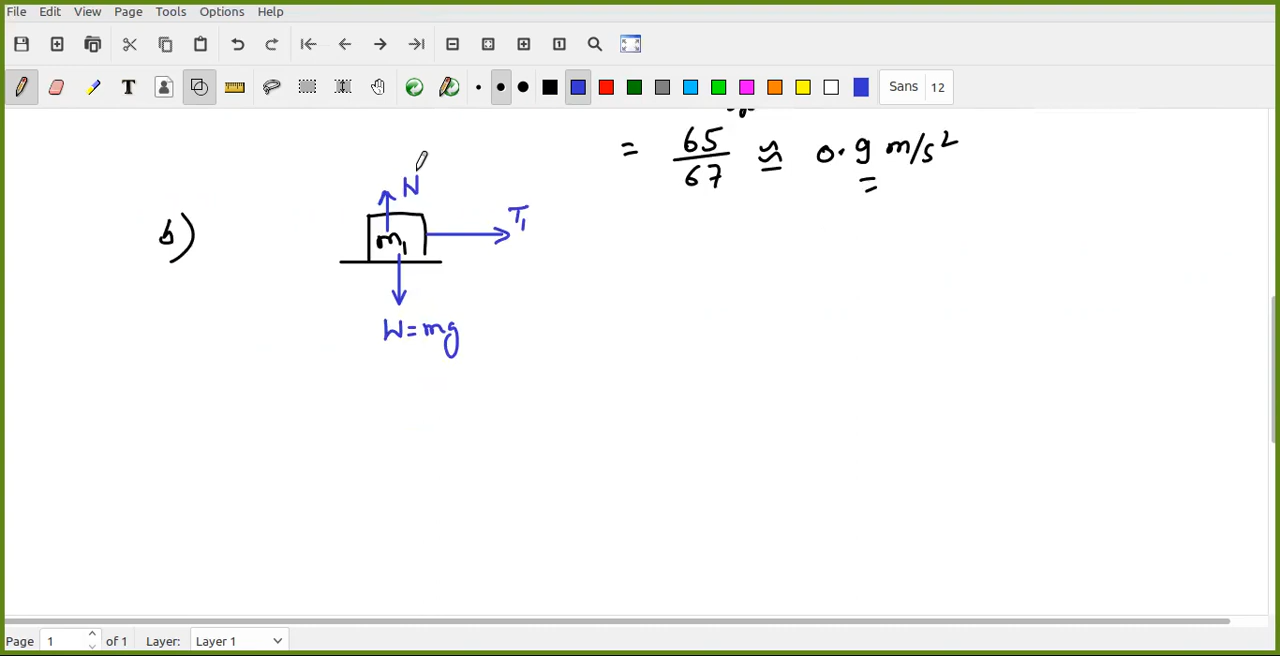 File Edit View Page Tools Options Help
Sans 12
= 65/67 ≈ 0.9 m/s²
N
b)
m₁
T₁
W=mg
Page 1 of 1 Layer: Layer 1